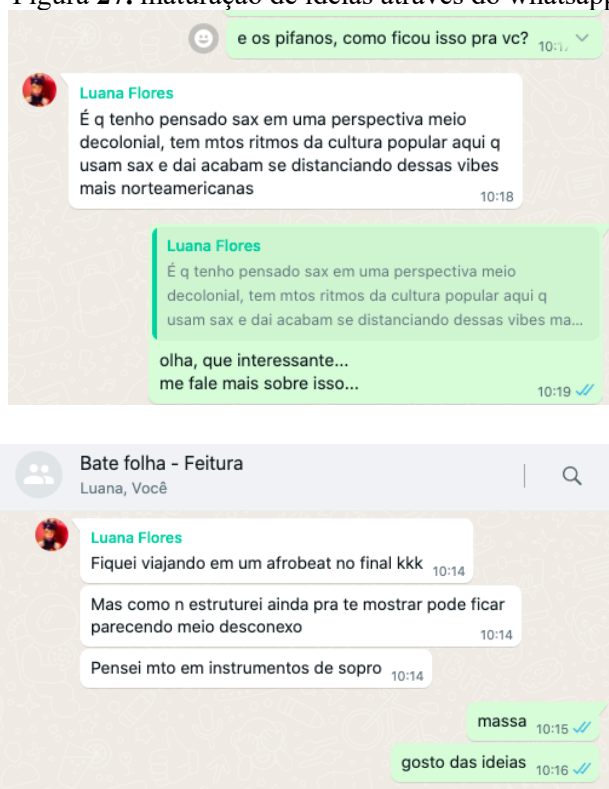 Figura 27. maturação de ideias através do whatsapp
e os pifanos, como ficou isso pra vc?
Luana Flores
É q tenho pensado sax em uma perspectiva meio
decolonial, tem mtos ritmos da cultura popular aqui q
usam sax e dai acabam se distanciando dessas vibes
mais norteamericanas
10:18
Luana Flores
É q tenho pensado sax em uma perspectiva meio
decolonial, tem mtos ritmos da cultura popular aqui q
usam sax e dai acabam se distanciando dessas vibes ma...
olha, que interessante...
me fale mais sobre isso...
10:19
Bate folha - Feitura
Luana, Você
Luana Flores
Fiquei viajando em um afrobeat no final kkk 10:14
Mas como n estruturei ainda pra te mostrar pode ficar
parecendo meio desconexo
10:14
Pensei mto em instrumentos de sopro 10:14
massa 10:15
gosto das ideias 10:16